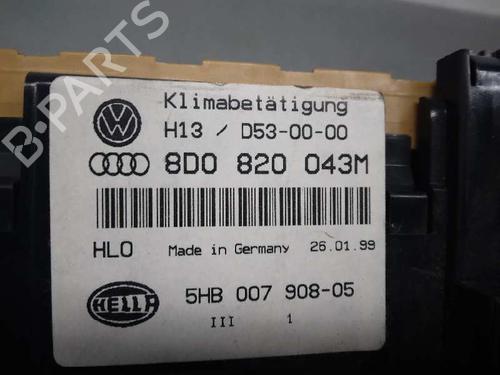 Klimabetätigung
H13 / D53-00-00
8D0 820 043M
HLO Made in Germany 26.01.99
HELLA 5HB 007 908-05
III 1